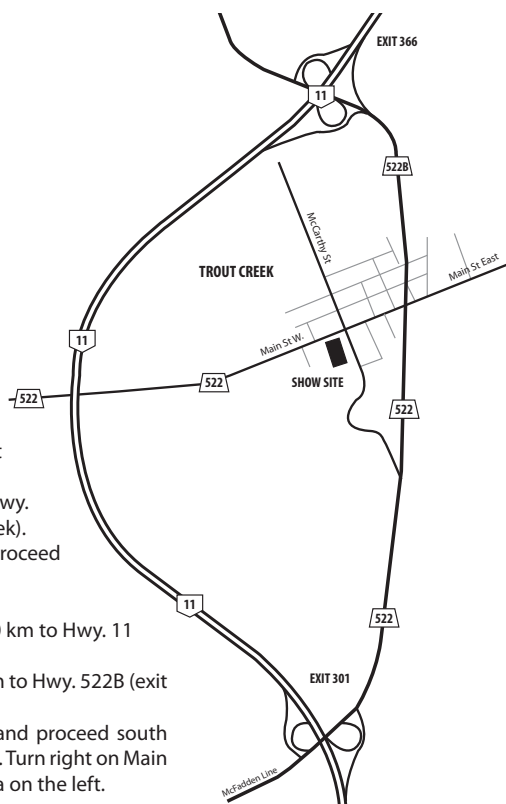 EXIT 366
11
522B
McCarthy St
TROUT CREEK
Main St East
11
Main St W.
522
522
SHOW SITE
522
t
wy.
ek).
roceed
11
522
0 km to Hwy. 11
n to Hwy. 522B (exit
EXIT 301
and proceed south
. Turn right on Main
a on the left.
McFadden Line